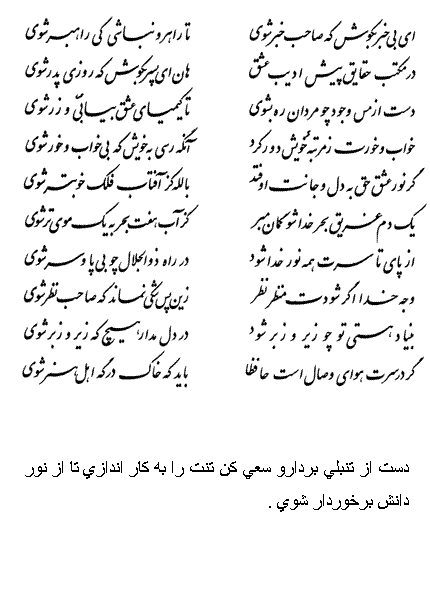 ای بی‌خبر بکوش که صاحب خبر شوی تا راهرو نباشی کی راهبر شوی
در مکتب حقایق پیش ادیب عشق هان ای پسر بکوش که روزی پدر شوی
دست از مس وجود چو مردان ره بشوی تا کیمیای عشق بیابیّ و زر شوی
خواب و خورت ز مرتبهٔ خویش دور کرد آنگه رسی به خویش که بی خواب و خور شوی
گر نور عشق حق به دل و جانت اوفتد بالله کز آفتاب فلک خوبتر شوی
یک دم غریق بحر خدا شو گمان مبر کز آب هفت بحر به یک موی تر شوی
از پای تا سرت همه نور خدا شود در راه ذوالجلال چو بی پا و سر شوی
وجه خدا اگر شودت منظر نظر زین پس شکی نماند که صاحب نظر شوی
بنیاد هستی تو چو زیر و زبر شود در دل مدار هیچ که زیر و زبر شوی
گر در سرت هوای وصال است حافظا باید که خاک درگه اهل هنر شوی
دست از تنبلي بردارو سعي کن تنت را به کار اندازي تا از نور
دانش برخوردار شوي .